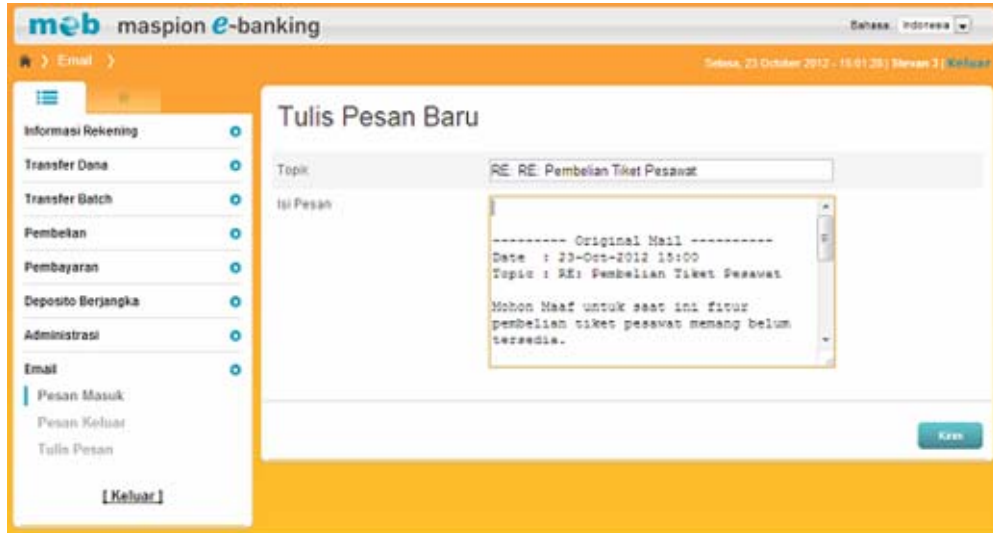 meb maspion e-banking
Bahasa: Indonesia
Email
Selasa, 23 October 2012 - 15:01:28 | Stevan 3 | Keluar
Informasi Rekening
Transfer Dana
Transfer Batch
Pembelian
Pembayaran
Deposito Berjangka
Administrasi
Email
Pesan Masuk
Pesan Keluar
Tulis Pesan
[ Keluar ]
Tulis Pesan Baru
Topik
RE: RE: Pembelian Tiket Pesawat
Isi Pesan
--------- Original Mail ----------
Date : 23-Oct-2012 15:00
Topic : RE: Pembelian Tiket Pesawat
Mohon Maaf untuk saat ini fitur
pembelian tiket pesawat memang belum
tersedia.
Kirim